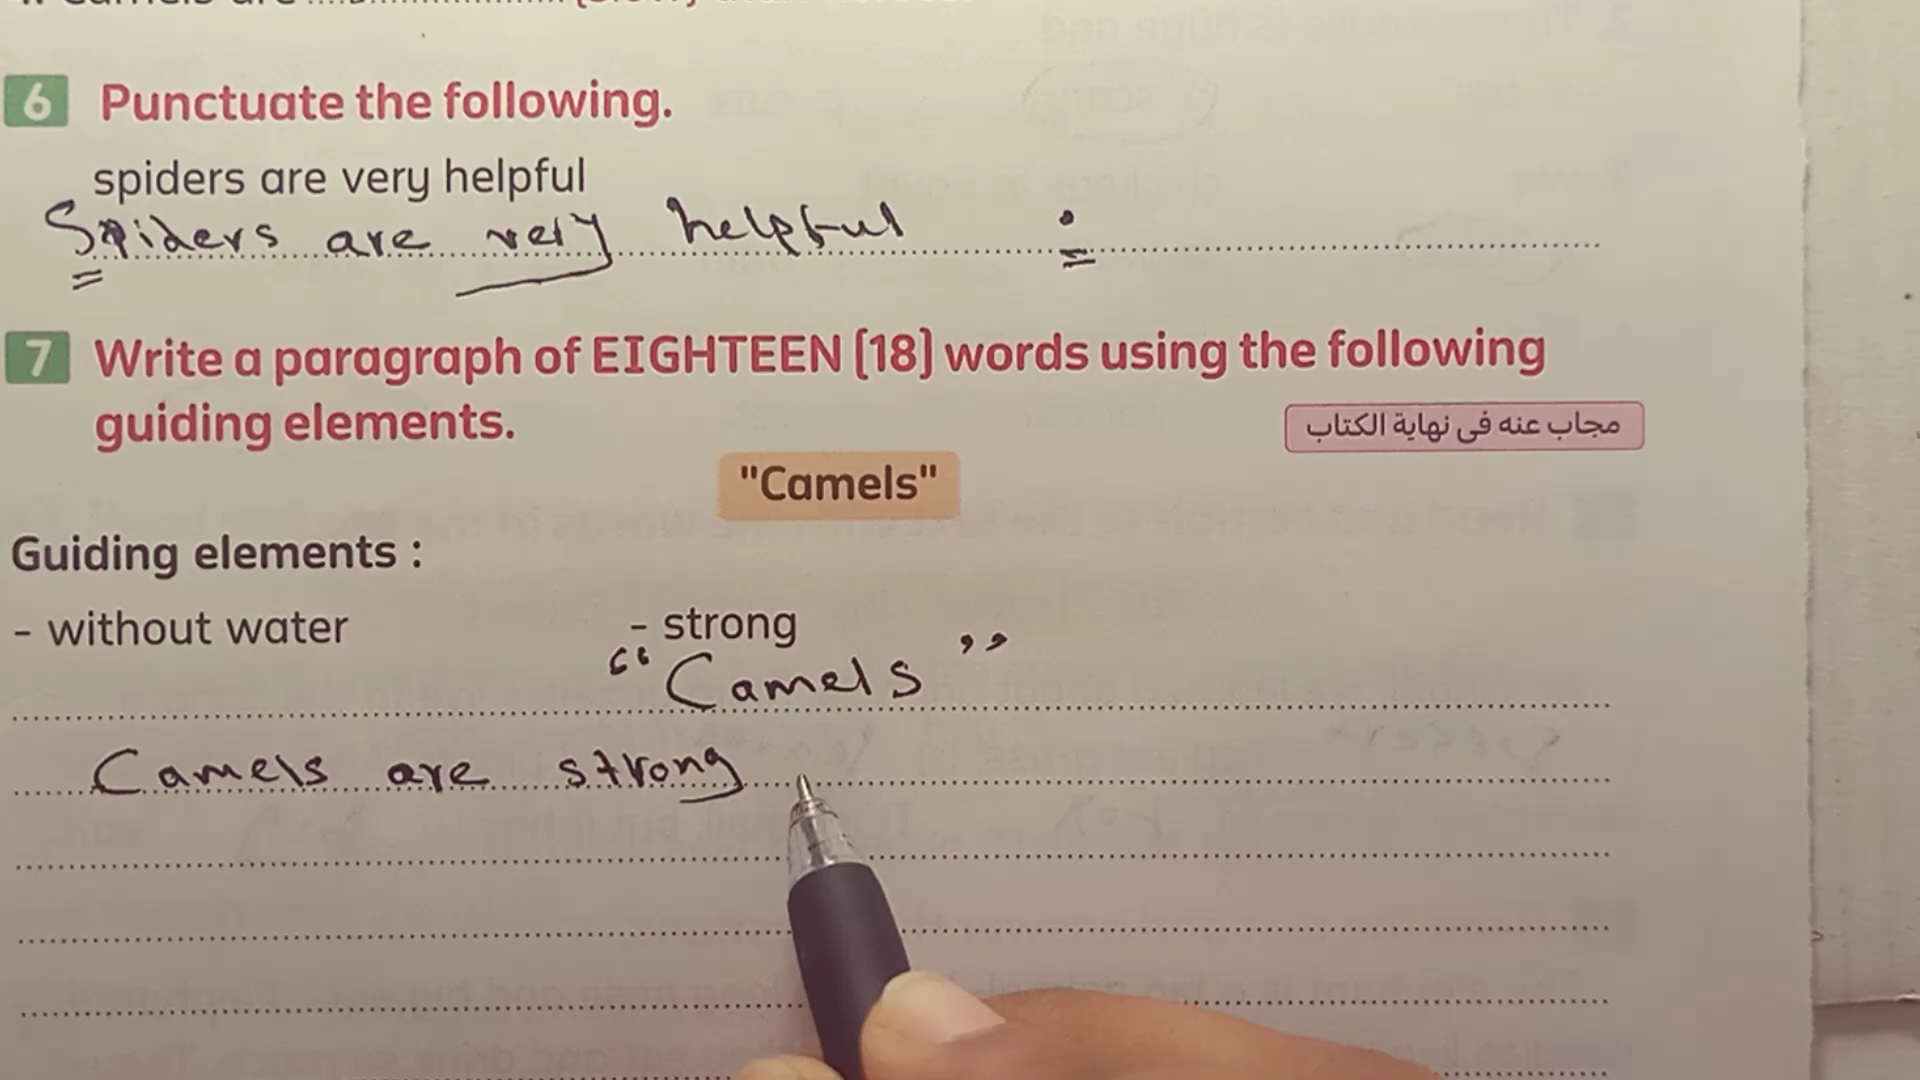 6 Punctuate the following.
spiders are very helpful
Spiders are very helpful .
7 Write a paragraph of EIGHTEEN (18) words using the following
guiding elements.
مجاب عنه فى نهاية الكتاب
"Camels"
Guiding elements :
- without water - strong
“ Camels ”
Camels are strong